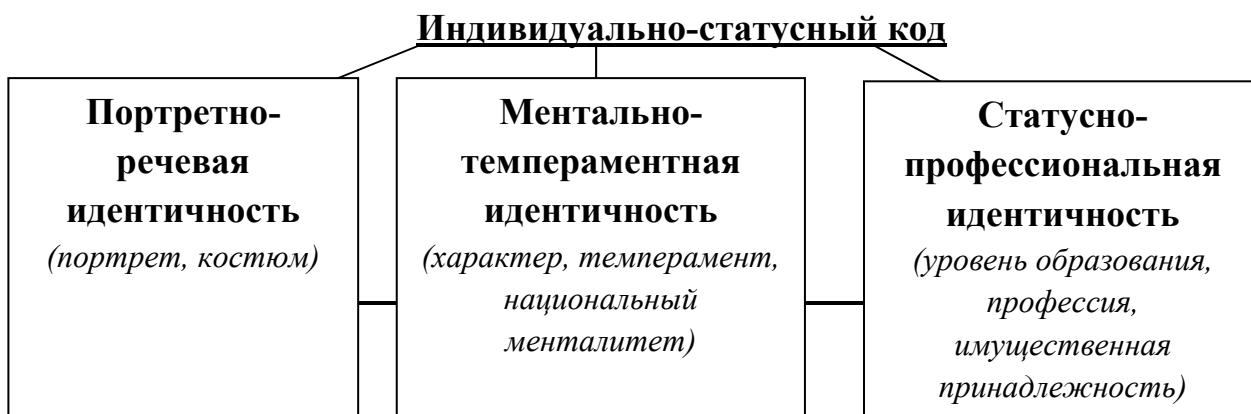 Индивидуально-статусный код
Портретно-
речевая
идентичность
(портрет, костюм)
Ментально-
темпераментная
идентичность
(характер, темперамент,
национальный
менталитет)
Статусно-
профессиональная
идентичность
(уровень образования,
профессия,
имущественная
принадлежность)